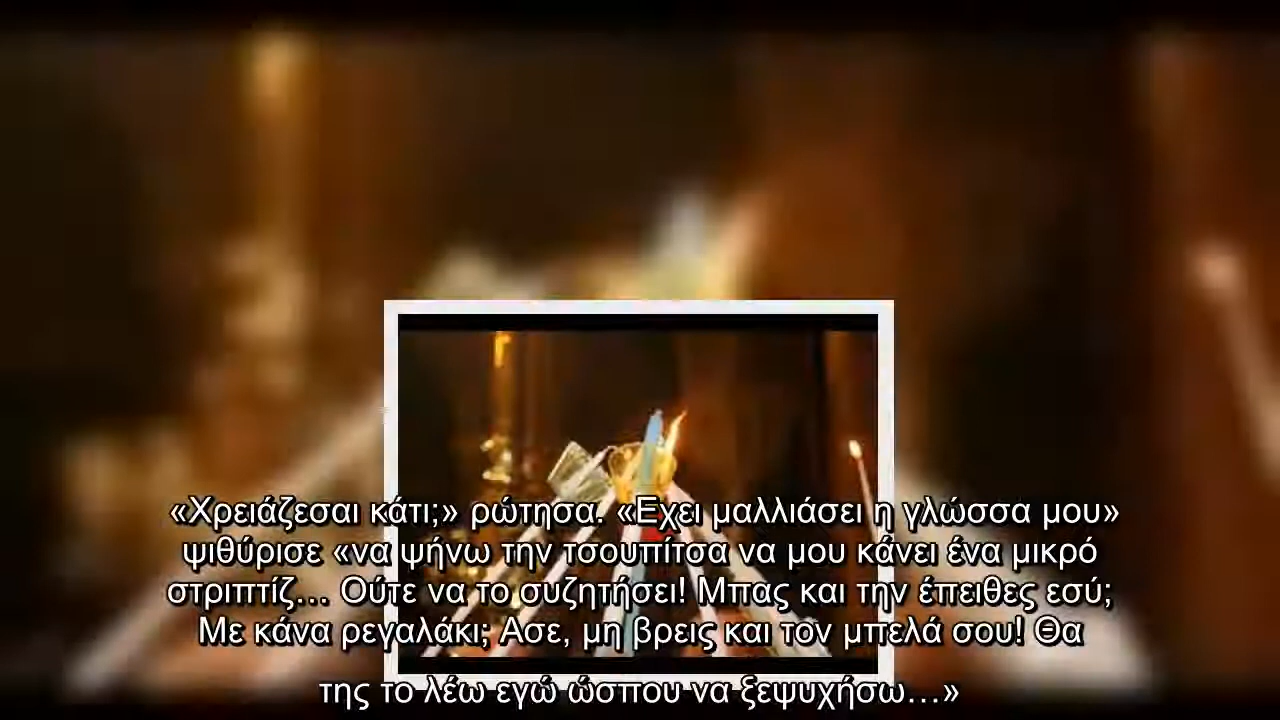 «Χρειάζεσαι κάτι;» ρώτησα. «Εχει μαλλιάσει η γλώσσα μου»
ψιθύρισε «να ψήνω την τσουπίτσα να μου κάνει ένα μικρό
στριπτίζ… Ούτε να το συζητήσει! Μπας και την έπειθες εσύ;
Με κάνα ρεγαλάκι; Ασε, μη βρεις και τον μπελά σου! Θα
της το λέω εγώ ώσπου να ξεψυχήσω…»